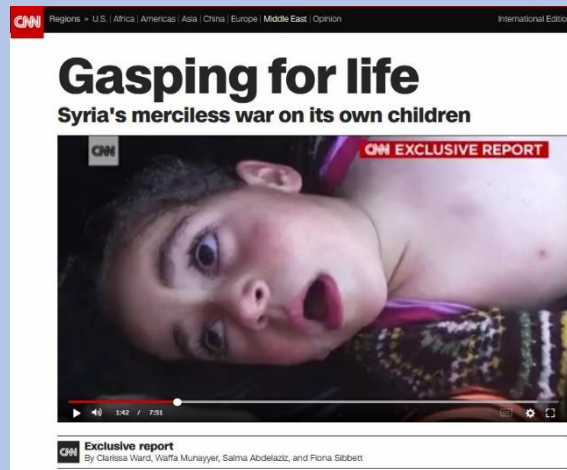 CNN Regions » U.S. | Africa | Americas | Asia | China | Europe | Middle East | Opinion International Editio
Gasping for life
Syria's merciless war on its own children
CNN
CNN EXCLUSIVE REPORT
1:42 / 7:51
CC
CNN Exclusive report
By Clarissa Ward, Waffa Munayyer, Salma Abdelaziz, and Fiona Sibbett